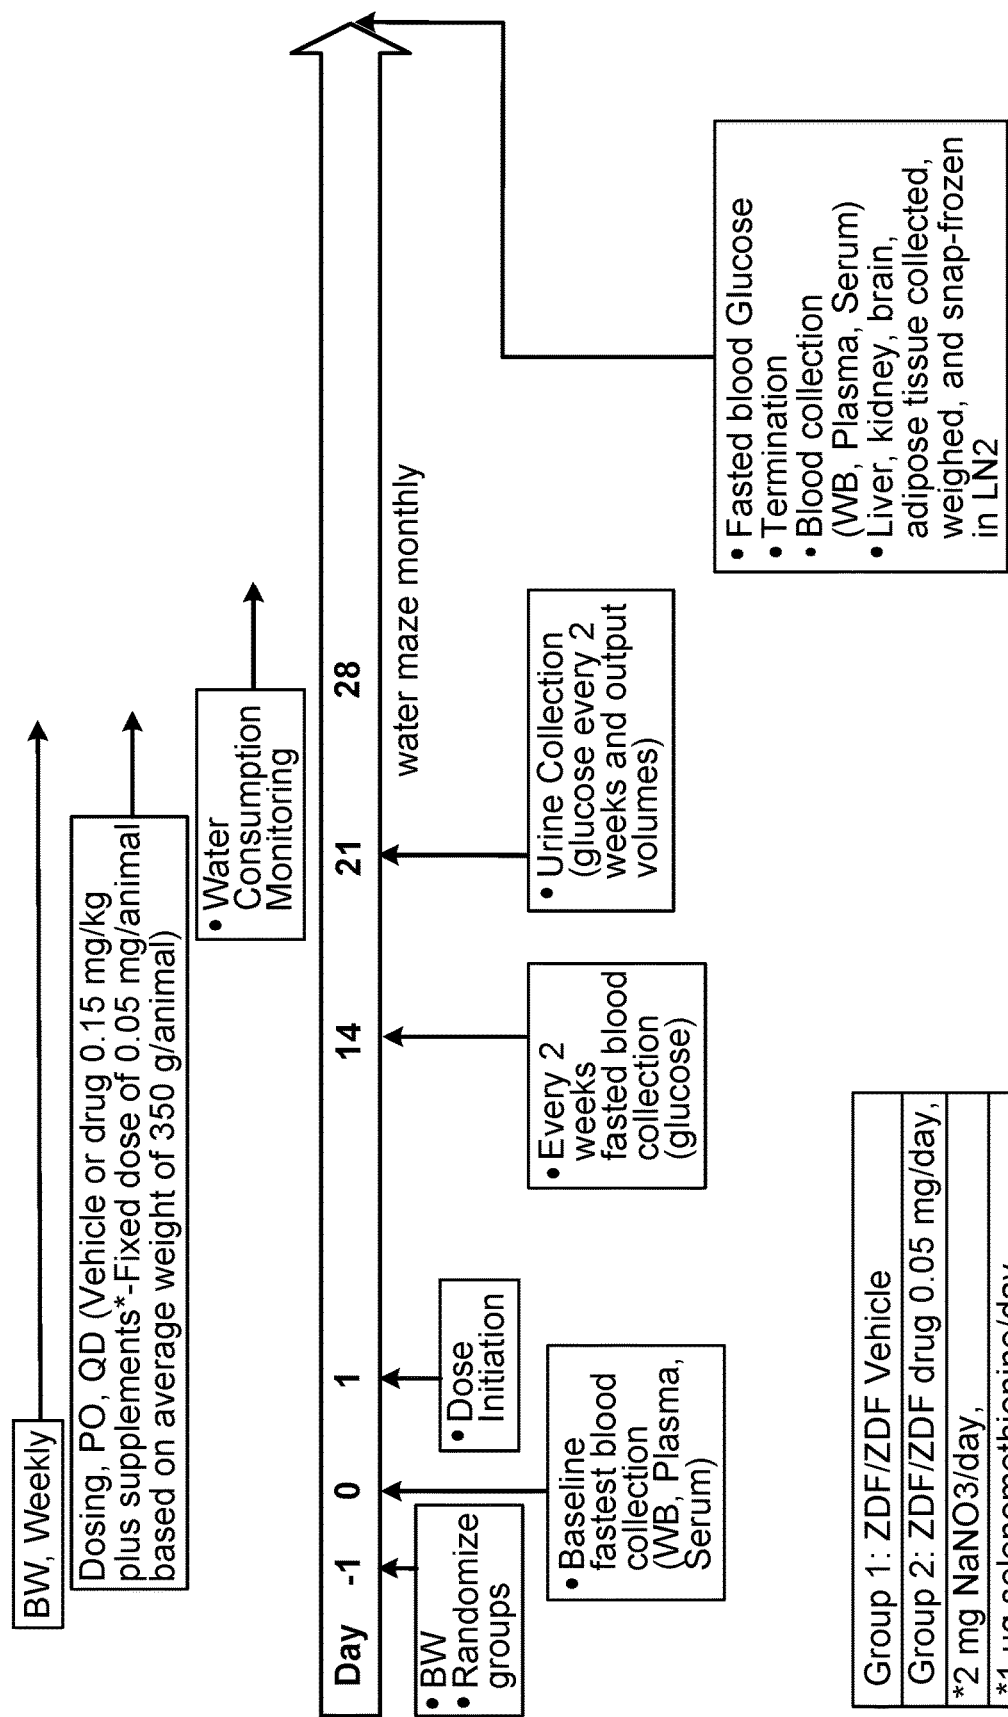 BW, Weekly
Dosing, PO, QD (Vehicle or drug 0.15 mg/kg
plus supplements*-Fixed dose of 0.05 mg/animal
based on average weight of 350 g/animal)
• Water
Consumption
Monitoring
Day -1 0 1 14 21 28
water maze monthly
• BW
• Randomize
groups
• Baseline
fastest blood
collection
(WB, Plasma,
Serum)
• Dose
Initiation
• Every 2
weeks
fasted blood
collection
(glucose)
• Urine Collection
(glucose every 2
weeks and output
volumes)
• Fasted blood Glucose
• Termination
• Blood collection
(WB, Plasma, Serum)
• Liver, kidney, brain,
adipose tissue collected,
weighed, and snap-frozen
in LN2
Group 1: ZDF/ZDF Vehicle
Group 2: ZDF/ZDF drug 0.05 mg/day,
*2 mg NaNO3/day,
*1 µg selenomethionine/day